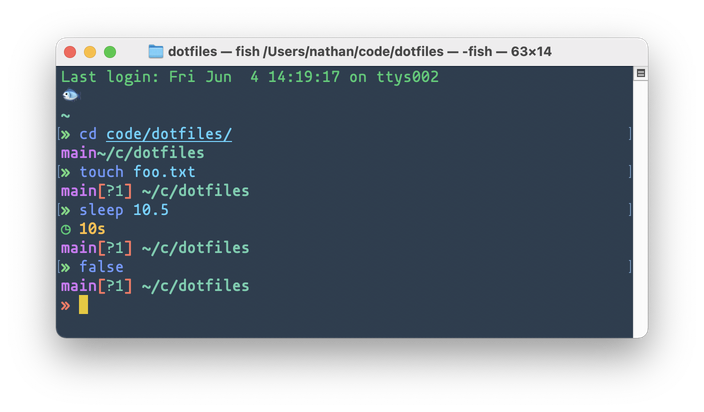 dotfiles — fish /Users/nathan/code/dotfiles — -fish — 63×14
Last login: Fri Jun  4 14:19:17 on ttys002
🐟
~
» cd code/dotfiles/
main~/c/dotfiles
» touch foo.txt
main[?1] ~/c/dotfiles
» sleep 10.5
◷ 10s
main[?1] ~/c/dotfiles
» false
main[?1] ~/c/dotfiles
»